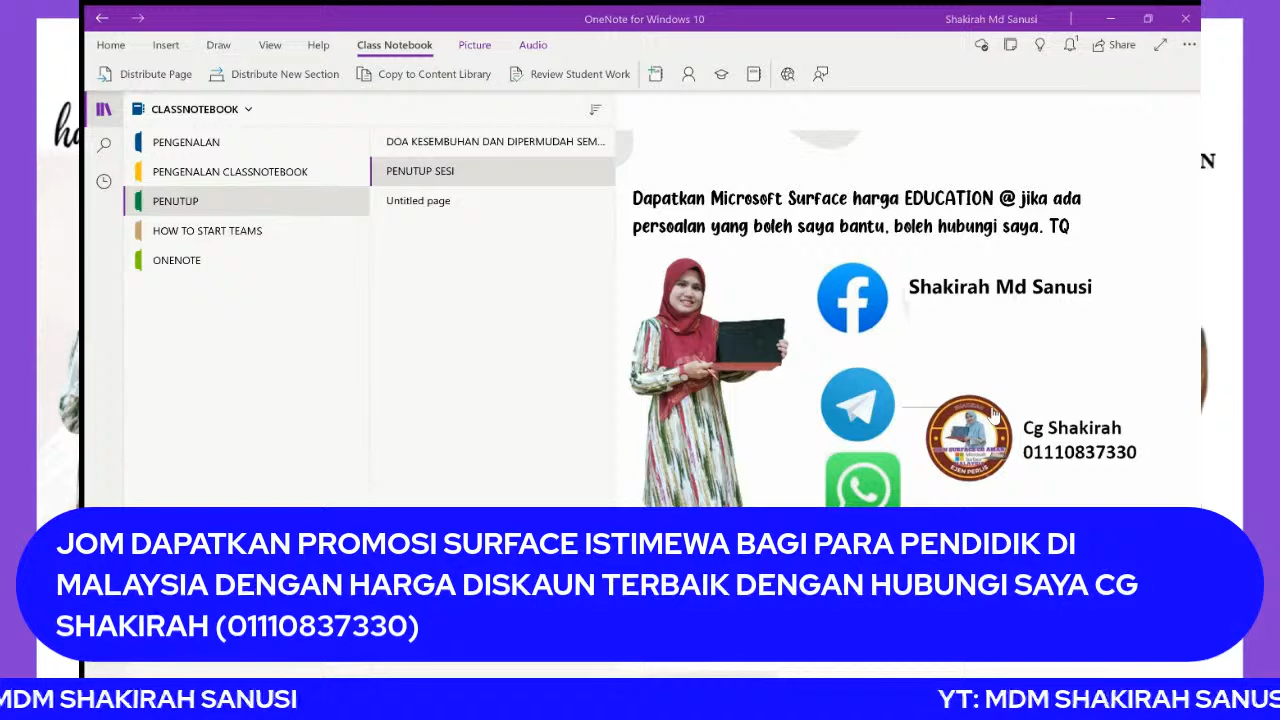 OneNote for Windows 10
Shakirah Md Sanusi
Home Insert Draw View Help Class Notebook Picture Audio
1
Share
Distribute Page Distribute New Section Copy to Content Library Review Student Work
CLASSNOTEBOOK
ha
N
PENGENALAN
PENGENALAN CLASSNOTEBOOK
PENUTUP
HOW TO START TEAMS
ONENOTE
DOA KESEMBUHAN DAN DIPERMUDAH SEM...
PENUTUP SESI
Untitled page
Dapatkan Microsoft Surface harga EDUCATION @ jika ada
persoalan yang boleh saya bantu, boleh hubungi saya. TQ
Shakirah Md Sanusi
EJEN PERLIS
Cg Shakirah
01110837330
JOM DAPATKAN PROMOSI SURFACE ISTIMEWA BAGI PARA PENDIDIK DI
MALAYSIA DENGAN HARGA DISKAUN TERBAIK DENGAN HUBUNGI SAYA CG
SHAKIRAH (01110837330)
MDM SHAKIRAH SANUSI
YT: MDM SHAKIRAH SANUS